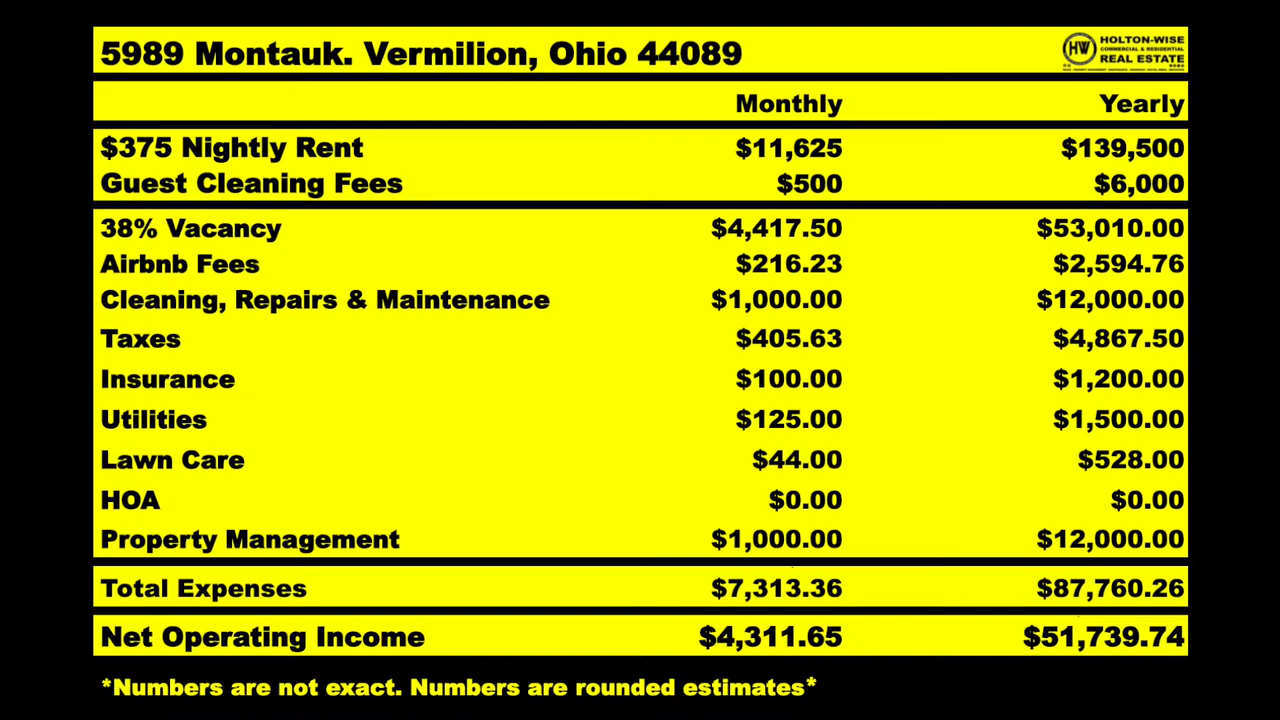 5989 Montauk. Vermilion, Ohio 44089
HW
HOLTON-WISE
COMMERCIAL & RESIDENTIAL
REAL ESTATE
Monthly Yearly
$375 Nightly Rent $11,625 $139,500
Guest Cleaning Fees $500 $6,000
38% Vacancy $4,417.50 $53,010.00
Airbnb Fees $216.23 $2,594.76
Cleaning, Repairs & Maintenance $1,000.00 $12,000.00
Taxes $405.63 $4,867.50
Insurance $100.00 $1,200.00
Utilities $125.00 $1,500.00
Lawn Care $44.00 $528.00
HOA $0.00 $0.00
Property Management $1,000.00 $12,000.00
Total Expenses $7,313.36 $87,760.26
Net Operating Income $4,311.65 $51,739.74
*Numbers are not exact. Numbers are rounded estimates*